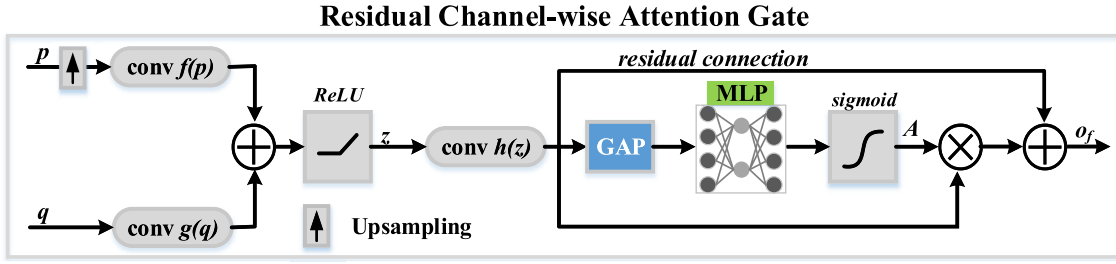 Residual Channel-wise Attention Gate
p
conv f(p)
residual connection
MLP
ReLU
sigmoid
z
conv h(z)
GAP
A
o_f
q
conv g(q)
Upsampling